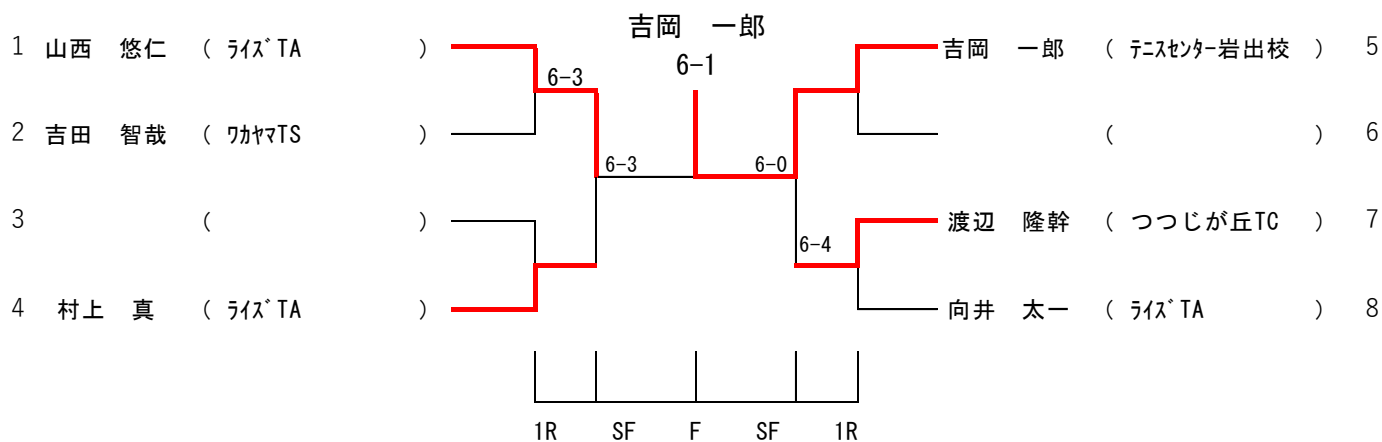 吉岡　一郎
6-1
1 山西　悠仁 （ ﾗｲｽﾞTA ） 6-3 吉岡　一郎 （ ﾃﾆｽｾﾝﾀｰ岩出校 ） 5
2 吉田　智哉 （ ﾜｶﾔﾏTS ） （ ） 6
6-3 6-0
3 （ ） 渡辺　隆幹 （ つつじが丘TC ） 7
6-4
4 村上　真 （ ﾗｲｽﾞTA ） 向井　太一 （ ﾗｲｽﾞTA ） 8
1R SF F SF 1R